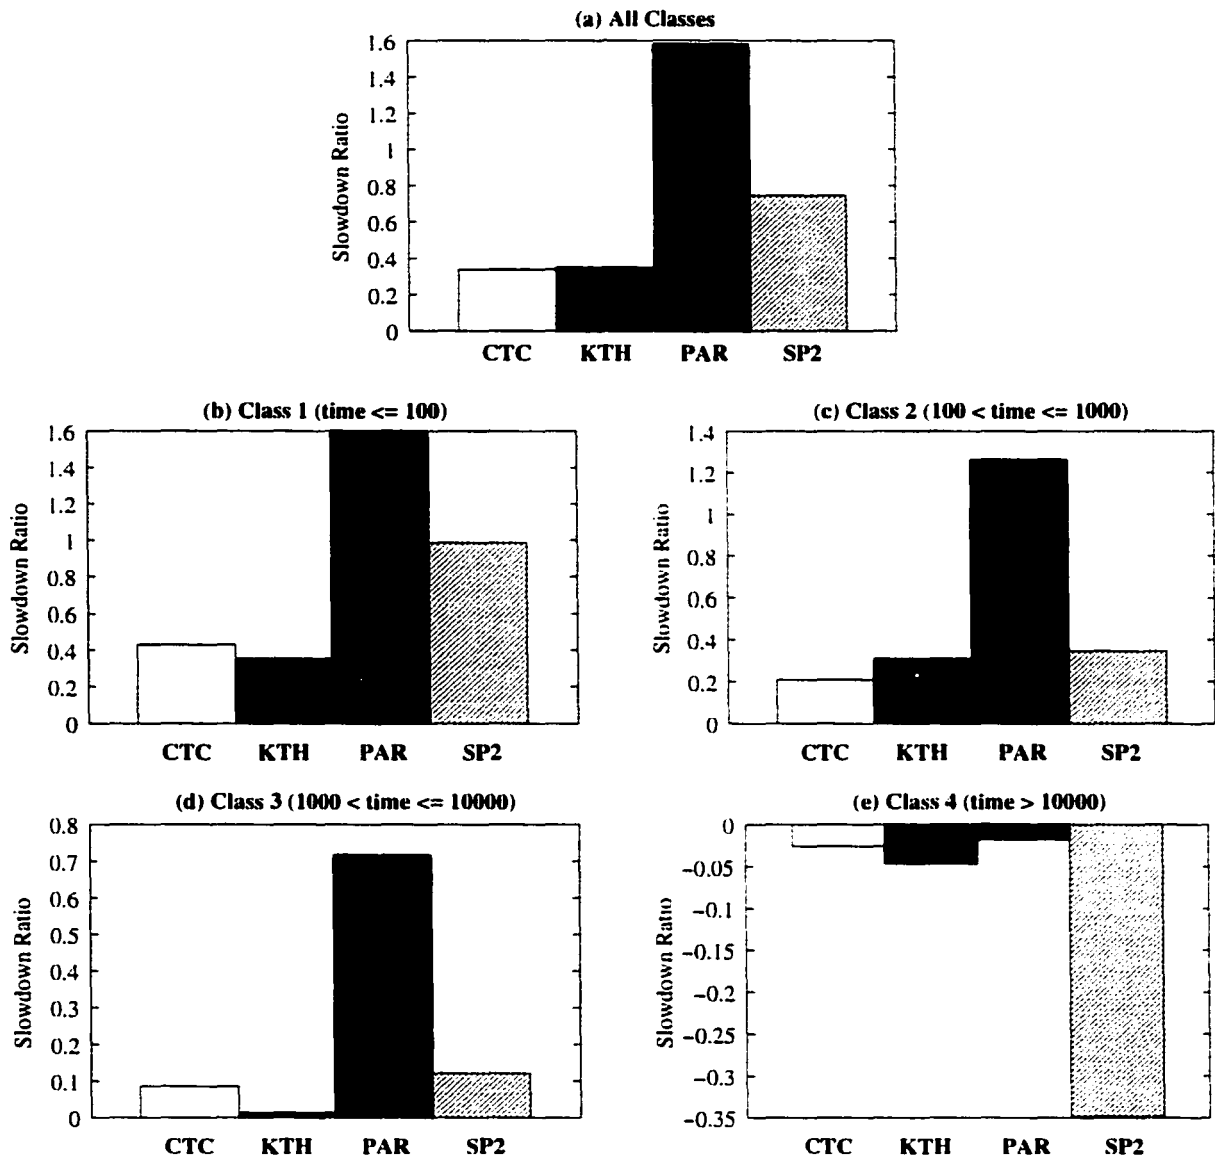 (a) All Classes
Slowdown Ratio
1.6
1.4
1.2
1
0.8
0.6
0.4
0.2
0
CTC KTH PAR SP2
(b) Class 1 (time <= 100)
Slowdown Ratio
1.6
1.4
1.2
1
0.8
0.6
0.4
0.2
0
CTC KTH PAR SP2
(c) Class 2 (100 < time <= 1000)
Slowdown Ratio
1.4
1.2
1
0.8
0.6
0.4
0.2
0
CTC KTH PAR SP2
(d) Class 3 (1000 < time <= 10000)
Slowdown Ratio
0.8
0.7
0.6
0.5
0.4
0.3
0.2
0.1
0
CTC KTH PAR SP2
(e) Class 4 (time > 10000)
Slowdown Ratio
0
−0.05
−0.1
−0.15
−0.2
−0.25
−0.3
−0.35
CTC KTH PAR SP2